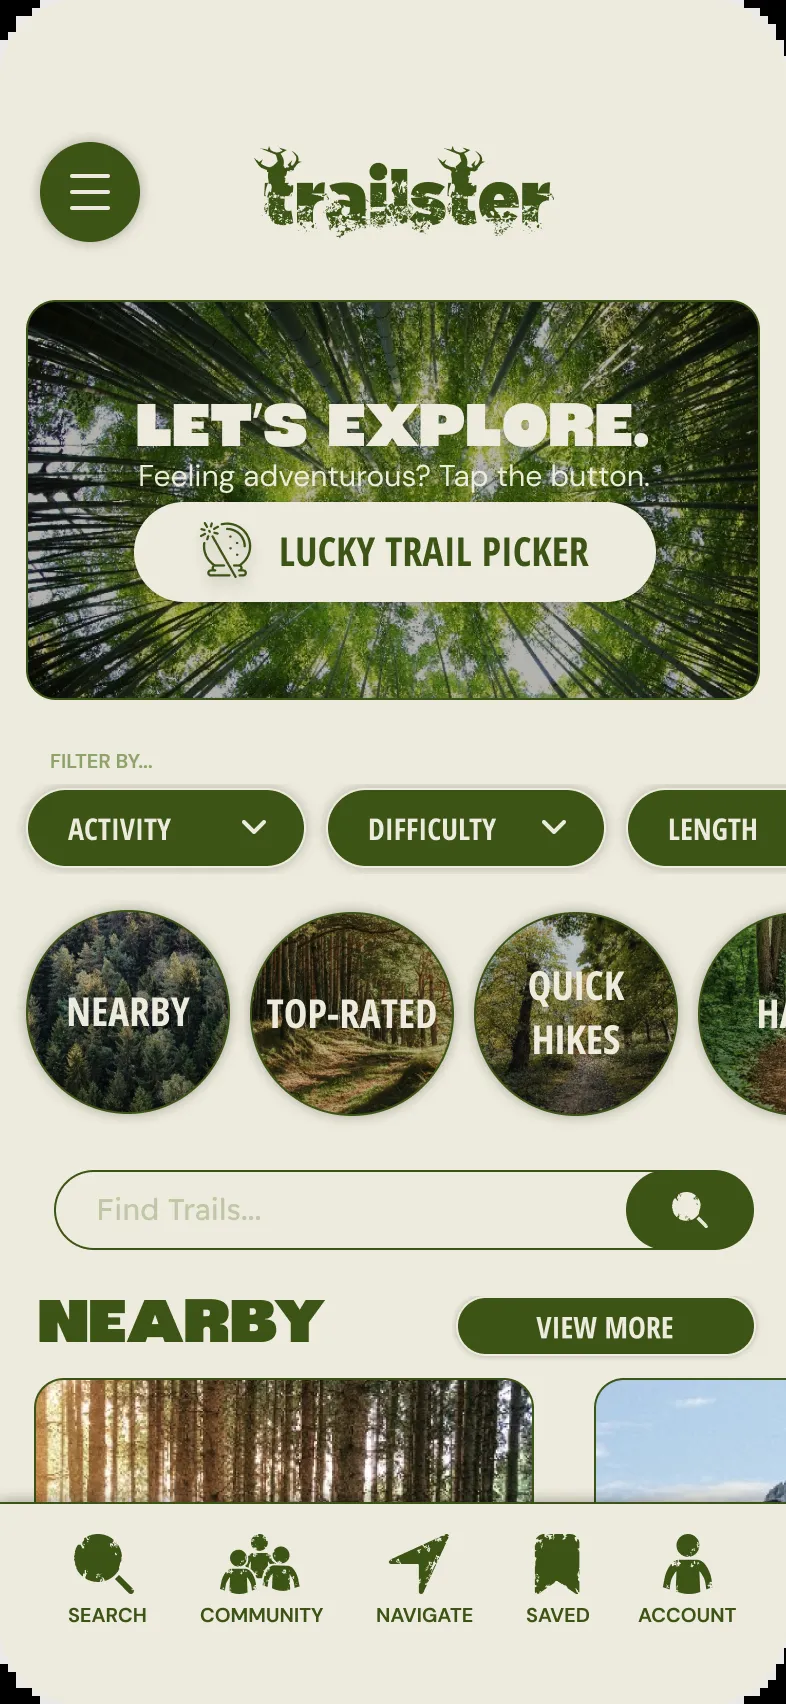 trailster
LET'S EXPLORE.
Feeling adventurous? Tap the button.
LUCKY TRAIL PICKER
FILTER BY...
ACTIVITY
DIFFICULTY
LENGTH
NEARBY
TOP-RATED
QUICK
HIKES
HA
Find Trails...
NEARBY
VIEW MORE
SEARCH
COMMUNITY
NAVIGATE
SAVED
ACCOUNT